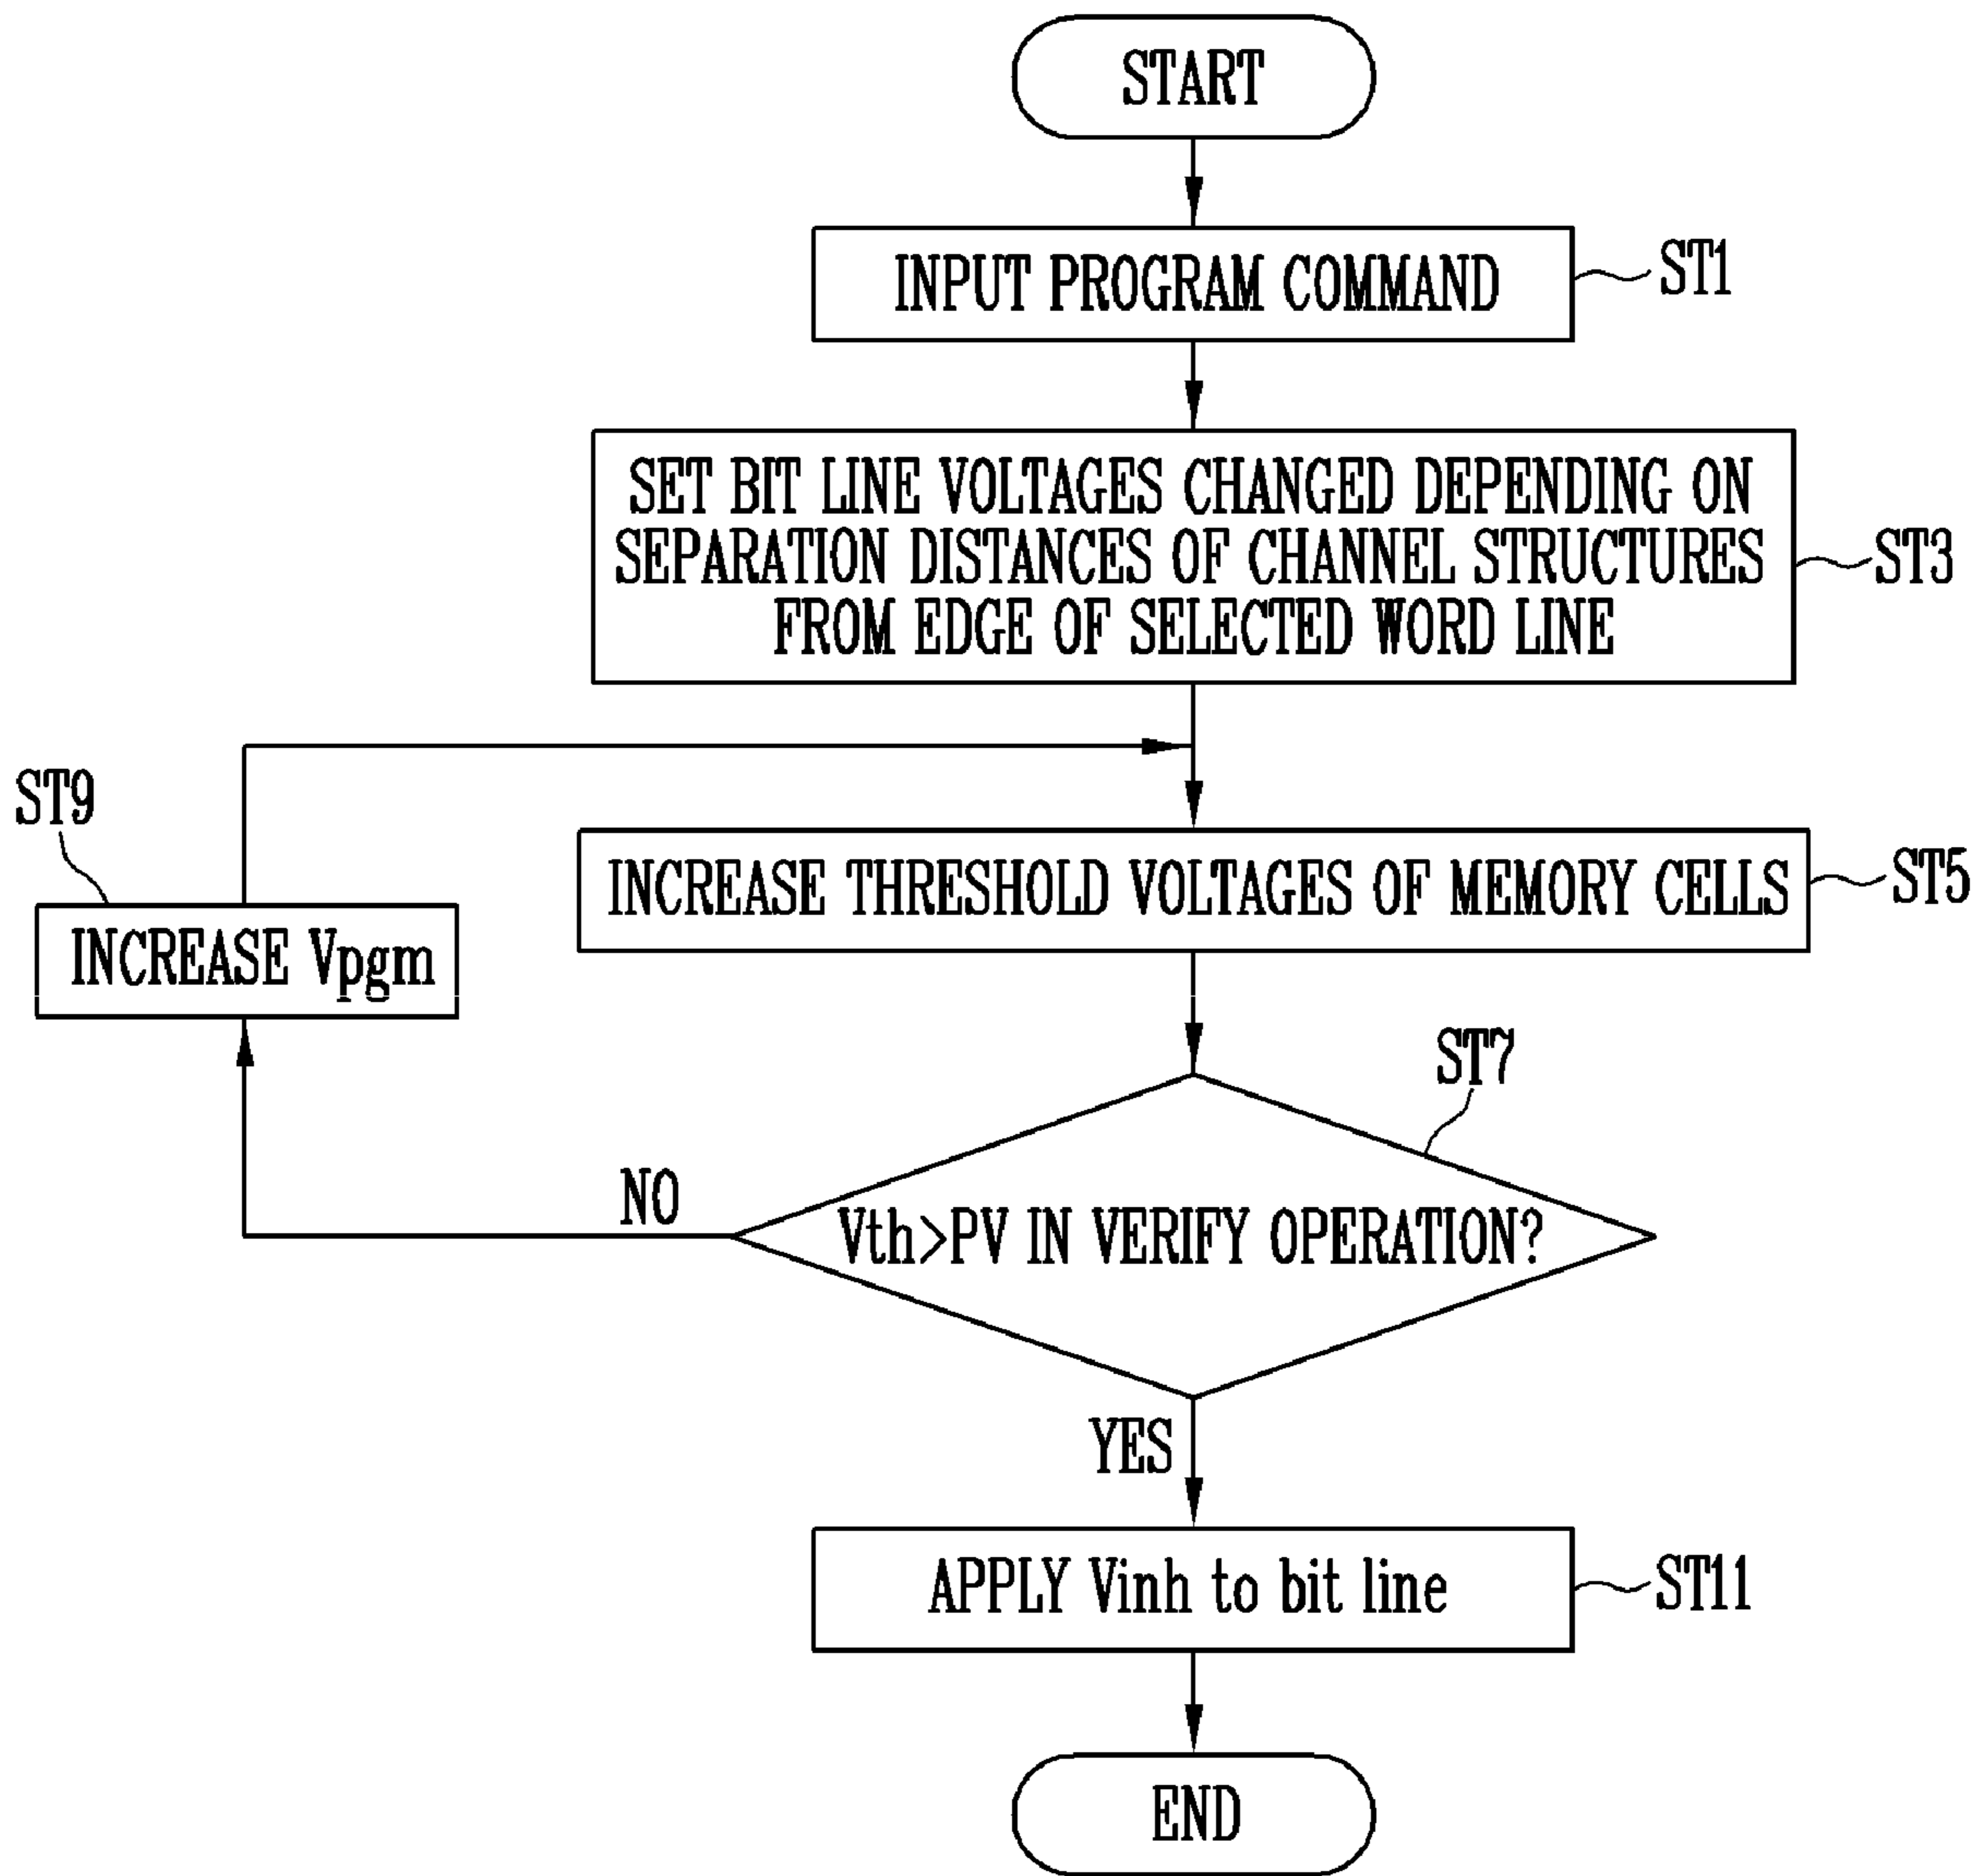 START
INPUT PROGRAM COMMAND
ST1
SET BIT LINE VOLTAGES CHANGED DEPENDING ON
SEPARATION DISTANCES OF CHANNEL STRUCTURES
FROM EDGE OF SELECTED WORD LINE
ST3
ST9
INCREASE Vpgm
INCREASE THRESHOLD VOLTAGES OF MEMORY CELLS
ST5
ST7
NO
Vth>PV IN VERIFY OPERATION?
YES
APPLY Vinh to bit line
ST11
END